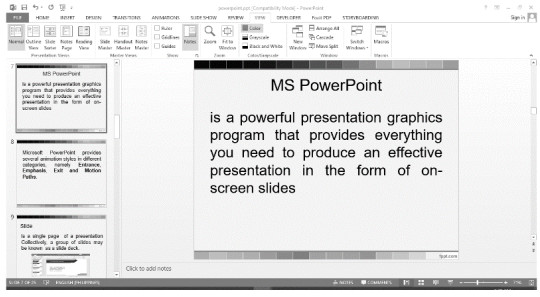 powerpoint.ppt [Compatibility Mode] - PowerPoint
Sign in
FILE HOME INSERT DESIGN TRANSITIONS ANIMATIONS SLIDE SHOW REVIEW VIEW DEVELOPER Foxit PDF STORYBOARDING
Normal Outline View Slide Sorter Notes Page Reading View
Presentation Views
Slide Master Handout Master Notes Master
Master Views
Ruler
Gridlines
Guides
Show
Notes
Zoom Fit to Window
Zoom
Color
Grayscale
Black and White
Color/Grayscale
New Window
Arrange All
Cascade
Move Split
Window
Switch Windows
Macros
Macros
7
MS PowerPoint
is a powerful presentation graphics
program that provides everything
you need to produce an effective
presentation in the form of on-
screen slides
8
Microsoft PowerPoint provides
several animation styles in different
categories, namely Entrance,
Emphasis, Exit and Motion
Paths.
9
Slide
is a single page of a presentation
Collectively, a group of slides may
be known as a slide deck.
MS PowerPoint
is a powerful presentation graphics
program that provides everything
you need to produce an effective
presentation in the form of on-
screen slides
Click to add notes
SLIDE 7 OF 25 ENGLISH (PHILIPPINES) NOTES COMMENTS